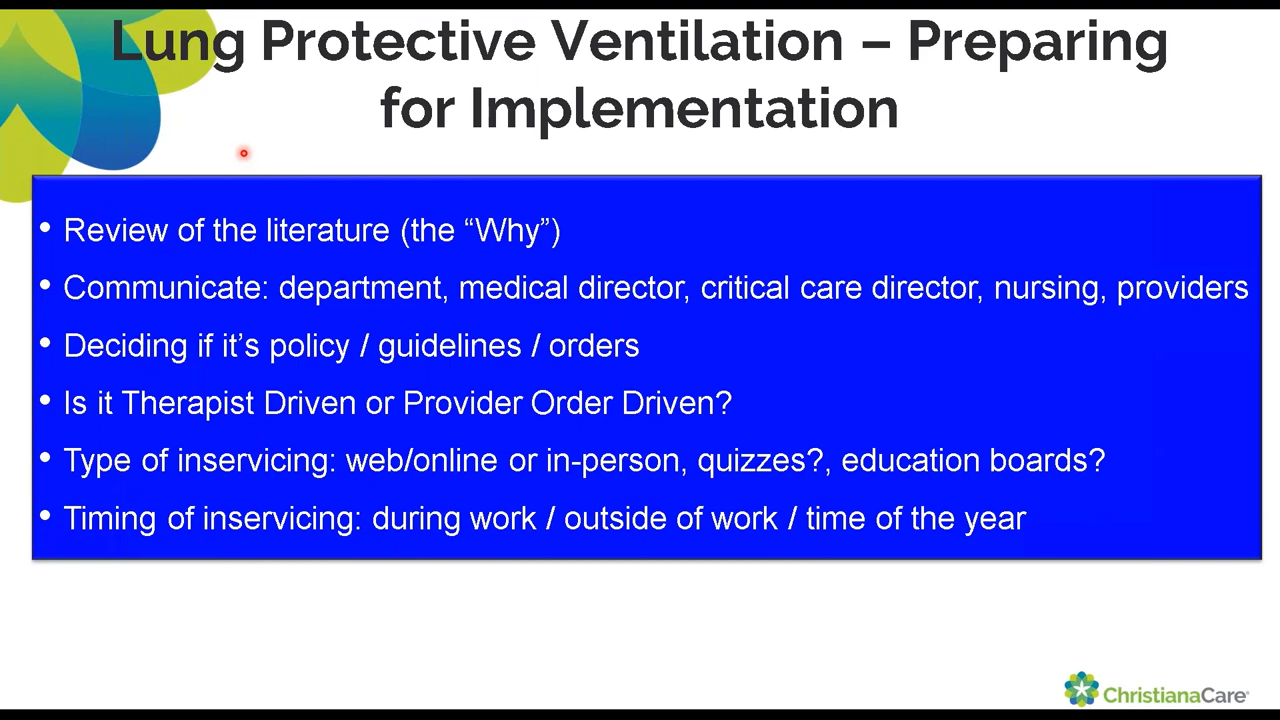 Lung Protective Ventilation – Preparing
for Implementation
• Review of the literature (the “Why”)
• Communicate: department, medical director, critical care director, nursing, providers
• Deciding if it’s policy / guidelines / orders
• Is it Therapist Driven or Provider Order Driven?
• Type of inservicing: web/online or in-person, quizzes?, education boards?
• Timing of inservicing: during work / outside of work / time of the year
ChristianaCare®